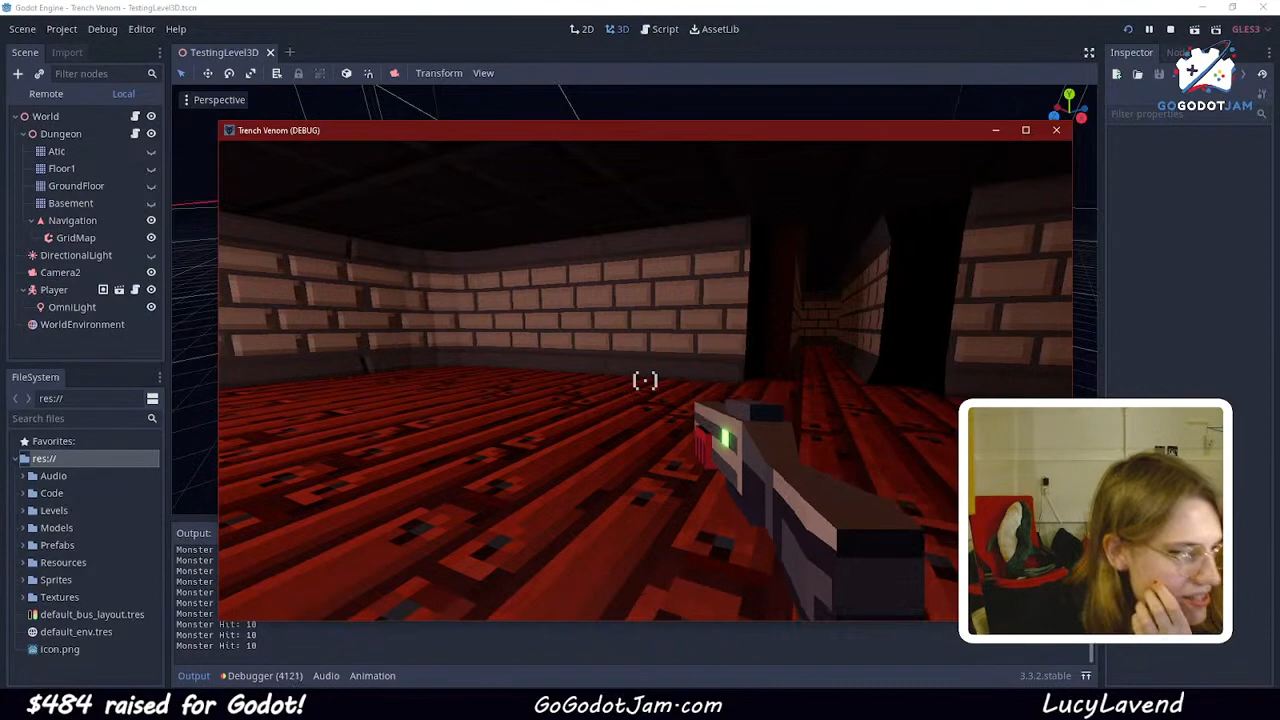 Godot Engine - Trench Venom - TestingLevel3D.tscn
Scene Project Debug Editor Help
2D 3D Script AssetLib
GLES3
Scene Import
TestingLevel3D
Inspector
Filter nodes
Transform View
Remote Local
Perspective
GOGODOTJAM
Filter properties
World
Dungeon
Atic
Floor1
GroundFloor
Basement
Navigation
GridMap
DirectionalLight
Camera2
Player
OmniLight
WorldEnvironment
Trench Venom (DEBUG)
FileSystem
res://
Search files
Favorites:
res://
Audio
Code
Levels
Models
Prefabs
Resources
Sprites
Textures
default_bus_layout.tres
default_env.tres
icon.png
Output:
Monster
Monster
Monster
Monster
Monster
Monster
Monster Hit: 10
Monster Hit: 10
Monster Hit: 10
Output Debugger (4121) Audio Animation
3.3.2.stable
$484 raised for Godot!
GoGodotJam.com
LucyLavend